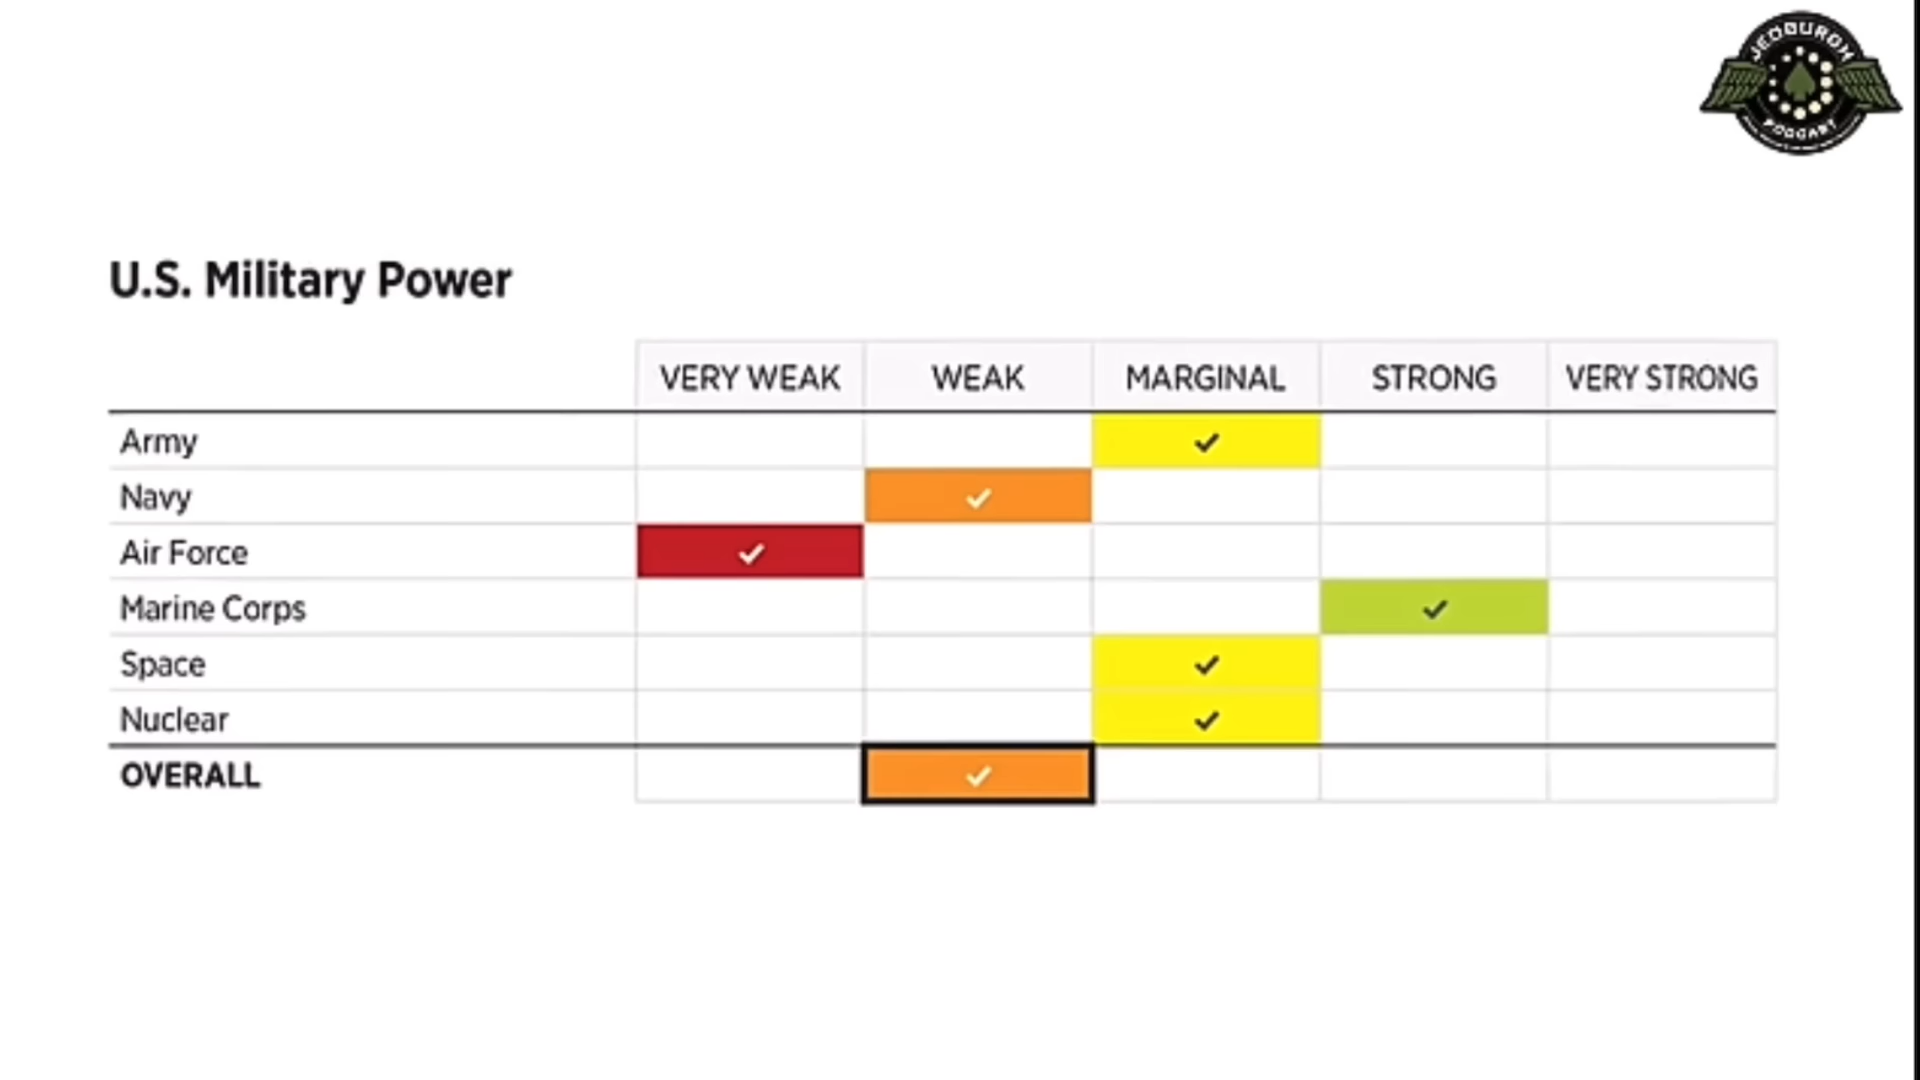 JEDBURGH
PODCAST
U.S. Military Power
VERY WEAK WEAK MARGINAL STRONG VERY STRONG
Army ✓
Navy ✓
Air Force ✓
Marine Corps ✓
Space ✓
Nuclear ✓
OVERALL ✓